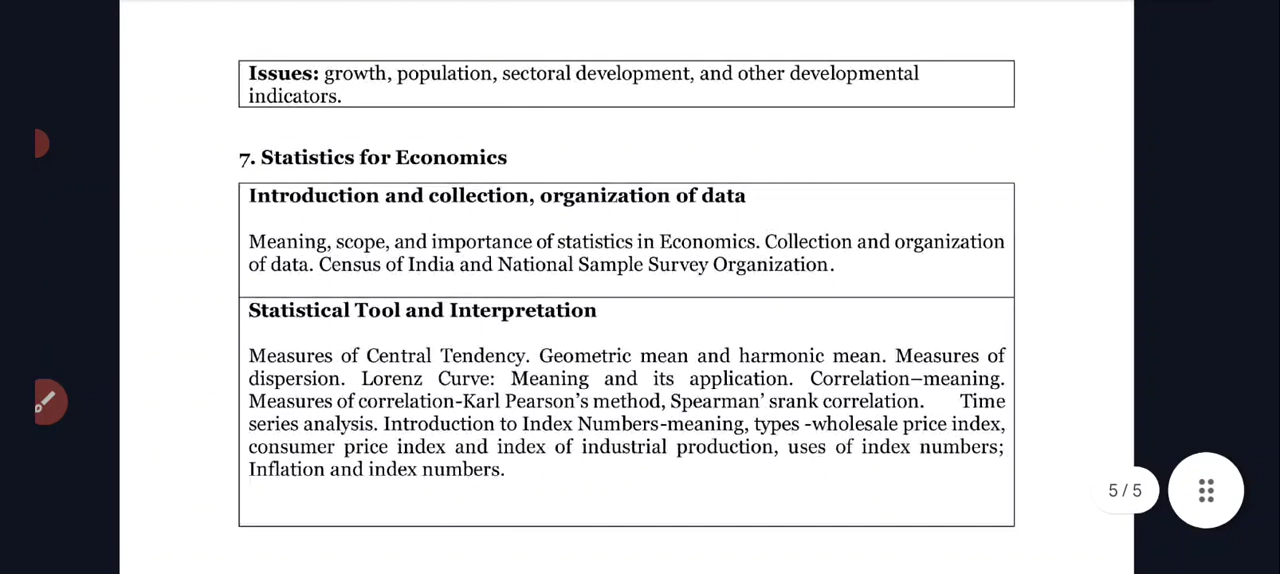 Issues: growth, population, sectoral development, and other developmental
indicators.
7. Statistics for Economics
Introduction and collection, organization of data
Meaning, scope, and importance of statistics in Economics. Collection and organization
of data. Census of India and National Sample Survey Organization.
Statistical Tool and Interpretation
Measures of Central Tendency. Geometric mean and harmonic mean. Measures of
dispersion. Lorenz Curve: Meaning and its application. Correlation–meaning.
Measures of correlation-Karl Pearson's method, Spearman' srank correlation. Time
series analysis. Introduction to Index Numbers-meaning, types -wholesale price index,
consumer price index and index of industrial production, uses of index numbers;
Inflation and index numbers.
5 / 5